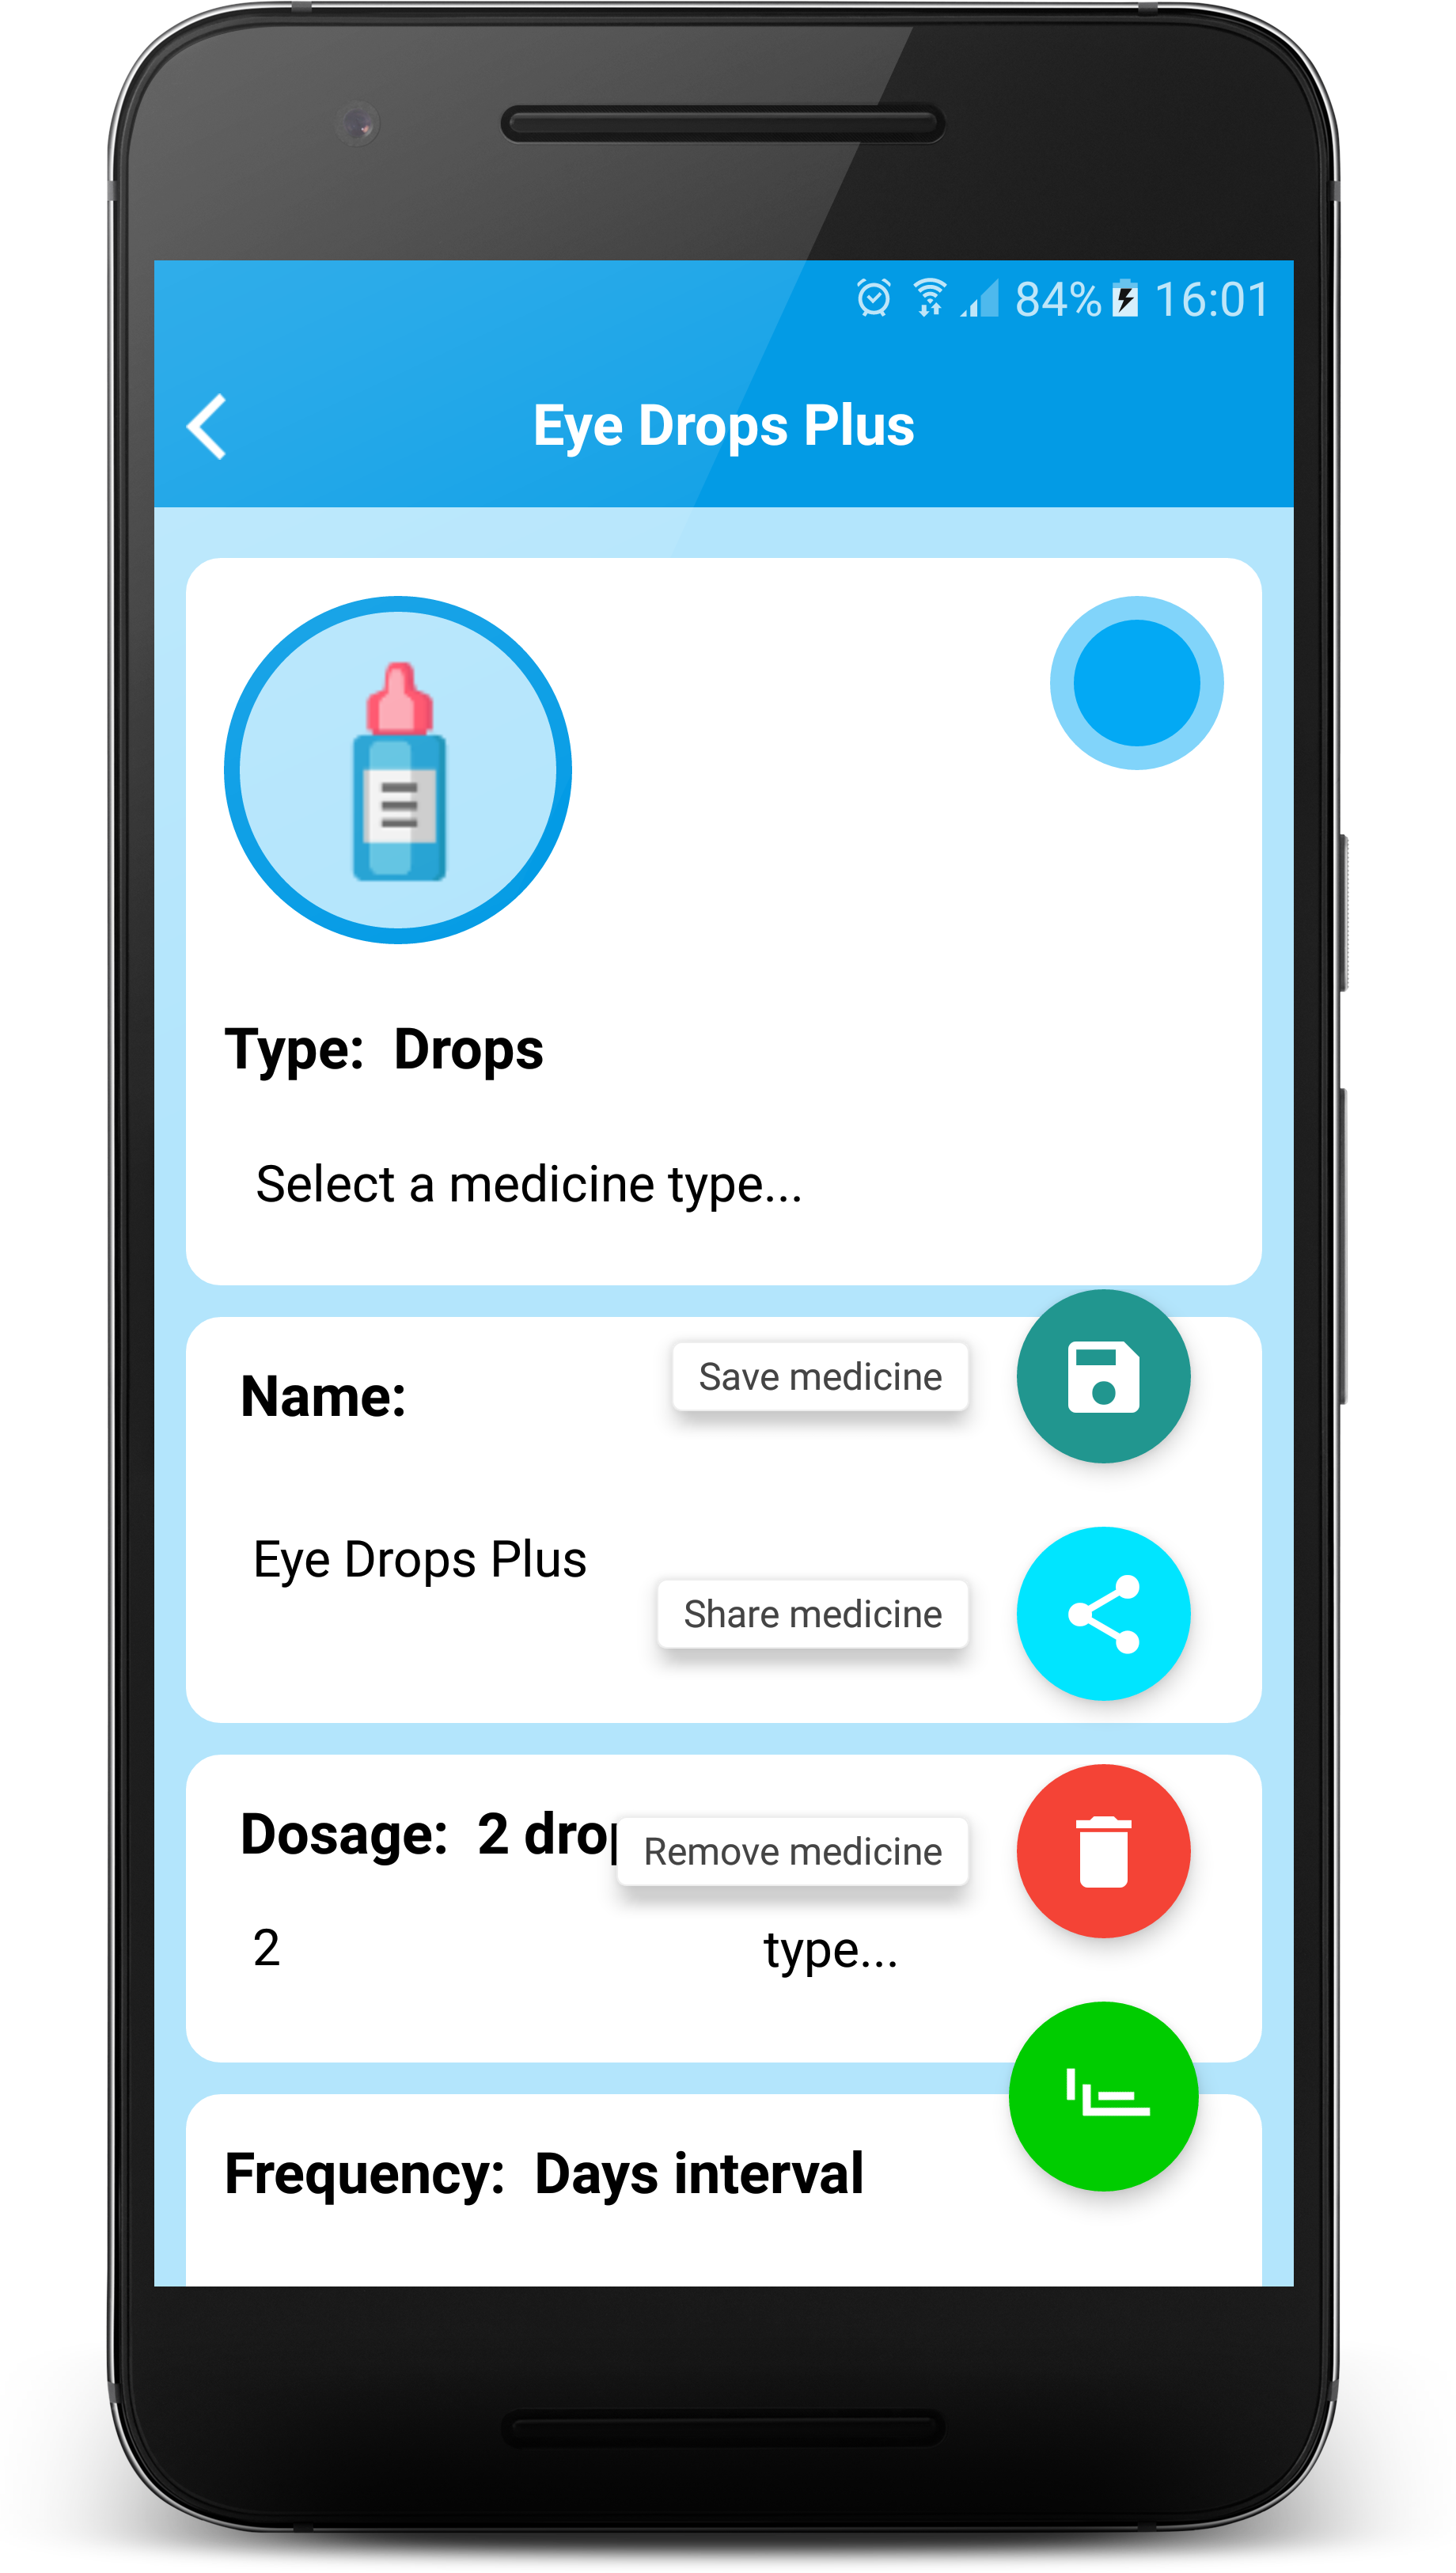 84% 16:01
Eye Drops Plus
Type: Drops
Select a medicine type...
Name:
Save medicine
Eye Drops Plus
Share medicine
Dosage: 2
Remove medicine
2 type...
Frequency: Days interval